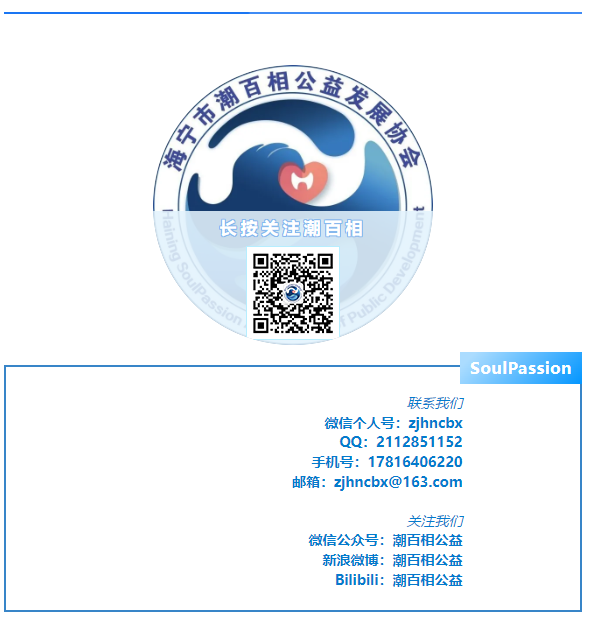 海宁市潮百相公益发展协会
长按关注潮百相
Haining SoulPassion
of Public Development
SoulPassion
联系我们
微信个人号：zjhncbx
QQ：2112851152
手机号：17816406220
邮箱：zjhncbx@163.com
关注我们
微信公众号：潮百相公益
新浪微博：潮百相公益
Bilibili：潮百相公益